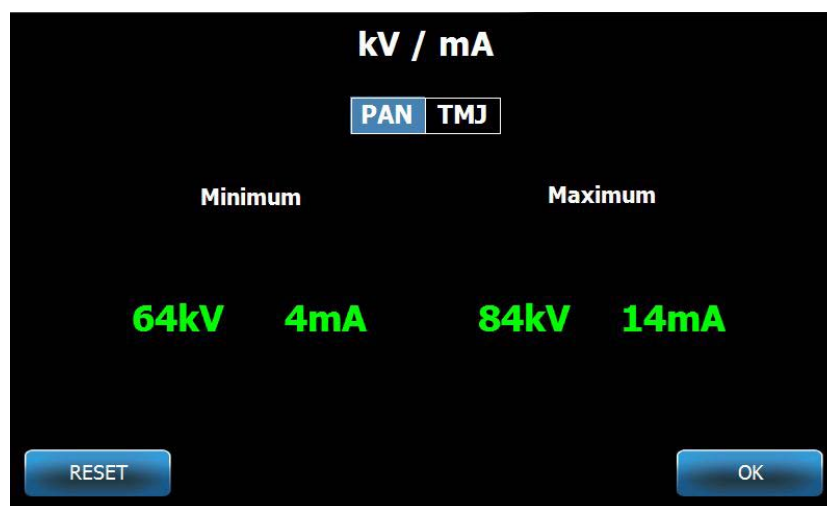 kV / mA
PAN TMJ
Minimum Maximum
64kV 4mA 84kV 14mA
RESET OK